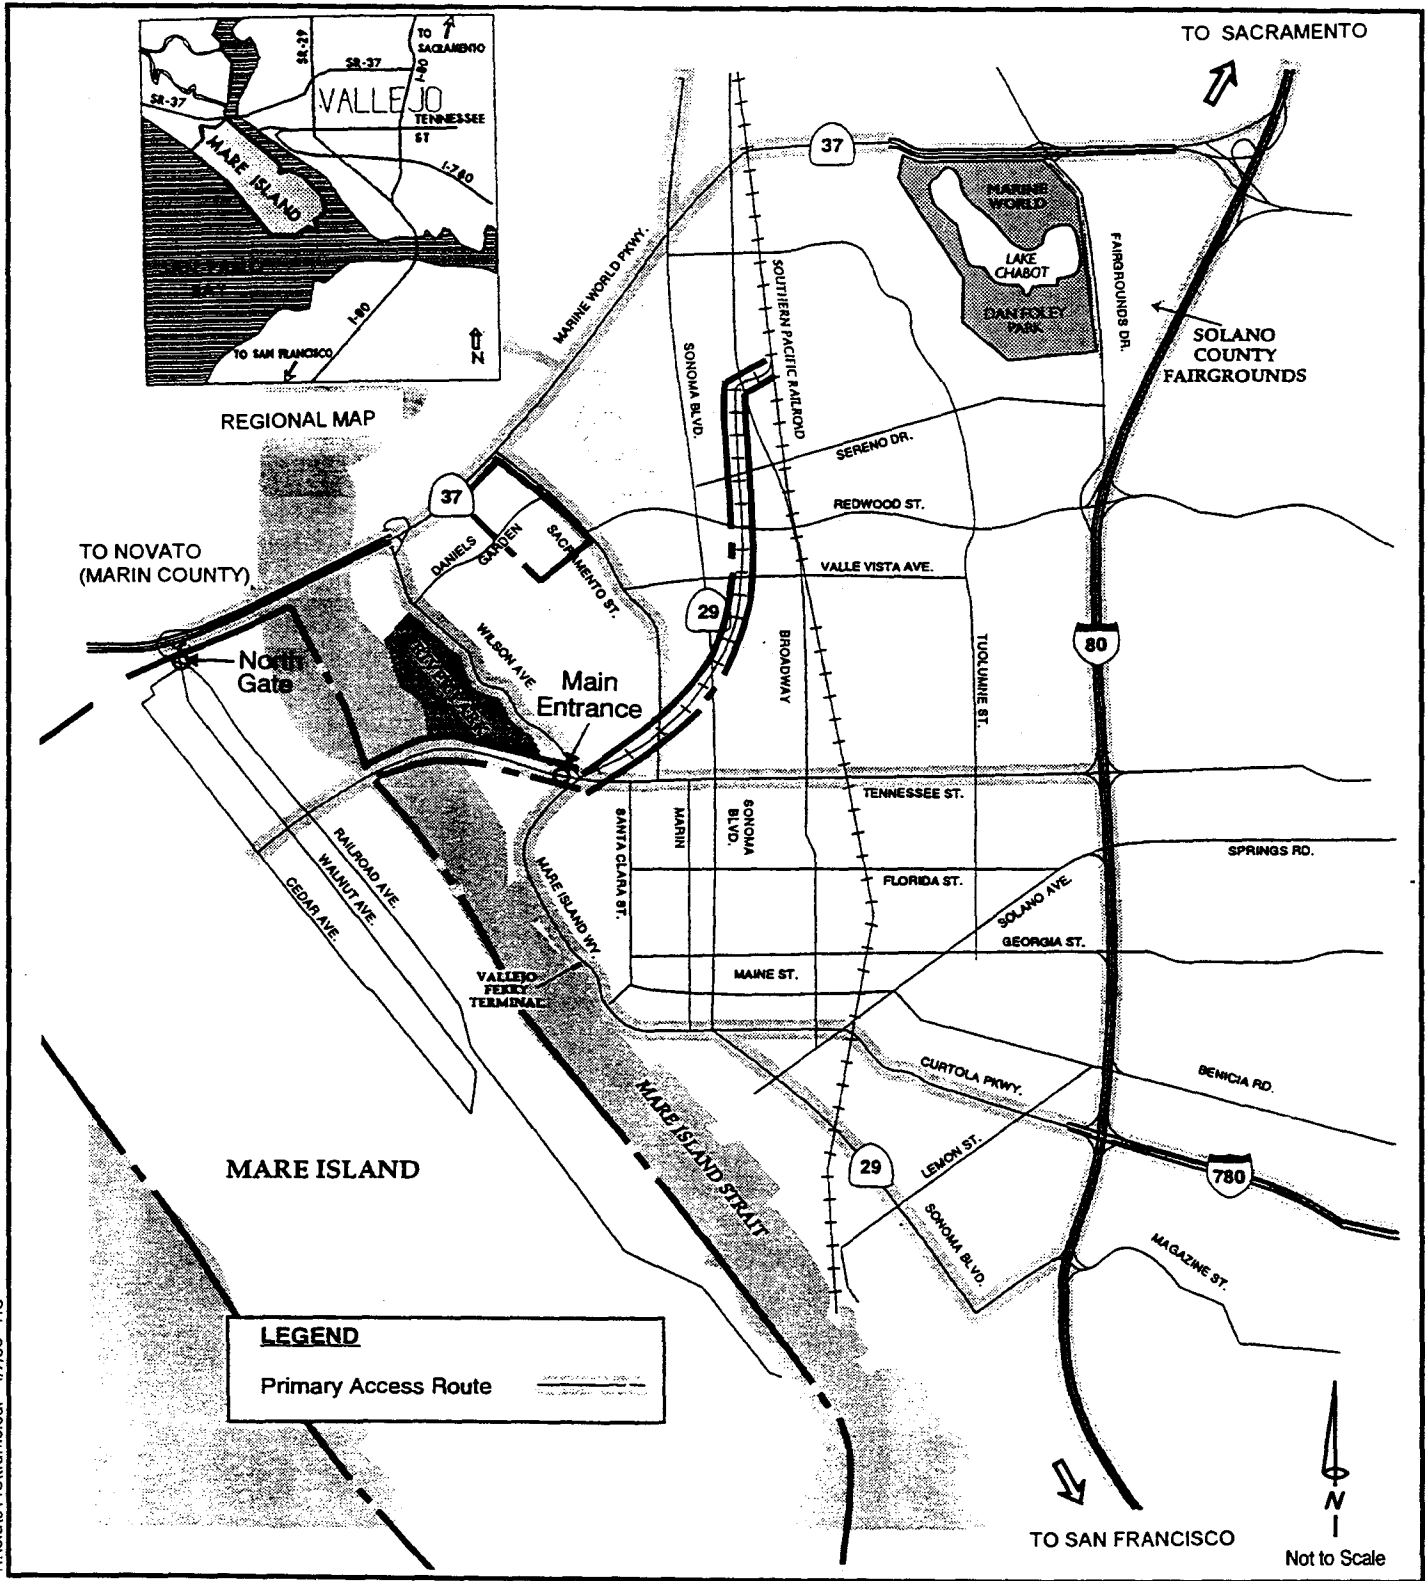 TO SACRAMENTO
SR-29
TO
SACRAMENTO
SR-37
I-80
SR-37
VALLEJO
TENNESSEE
ST
MARE ISLAND
I-780
I-80
TO SAN FRANCISCO
N
REGIONAL MAP
37
MARINE
WORLD
LAKE
CHABOT
DAN FOLEY
PARK
FAIRGROUNDS DR.
SOLANO
COUNTY
FAIRGROUNDS
MARINE WORLD PKWY.
SOUTHERN PACIFIC RAILROAD
SONOMA BLVD.
SERENO DR.
37
REDWOOD ST.
TO NOVATO
(MARIN COUNTY)
DANIELS
GARDEN
SACRAMENTO ST.
VALLE VISTA AVE.
29
WILSON AVE.
BROADWAY
TUOLUMNE ST.
80
RIVER PARK
North
Gate
Main
Entrance
TENNESSEE ST.
SANTA CLARA ST.
MARIN
SONOMA
BLVD.
RAILROAD AVE.
WALNUT AVE.
CEDAR AVE.
MARE ISLAND WY.
FLORIDA ST.
SOLANO AVE.
SPRINGS RD.
GEORGIA ST.
MAINE ST.
VALLEJO
FERRY
TERMINAL
CURTOLA PKWY.
BENICIA RD.
MARE ISLAND STRAIT
LEMON ST.
MARE ISLAND
29
780
SONOMA BLVD.
MAGAZINE ST.
LEGEND
Primary Access Route
TO SAN FRANCISCO
N
Not to Scale